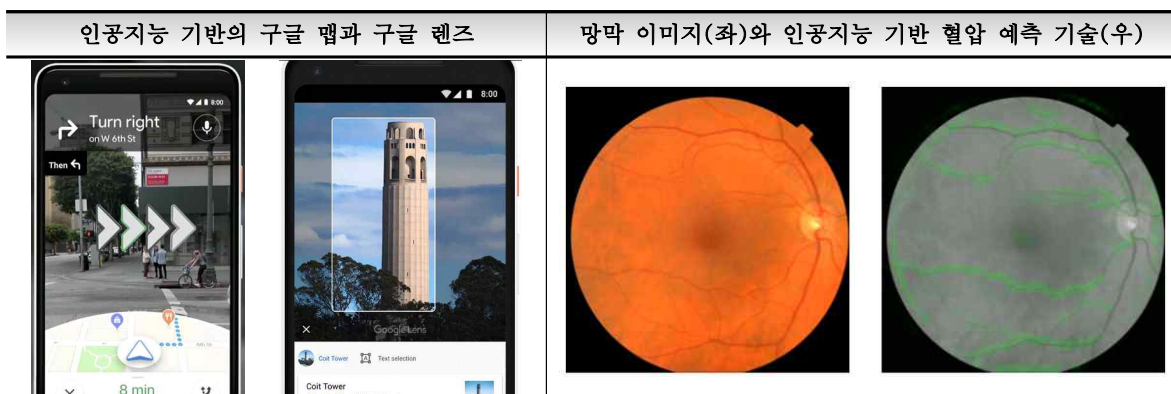 인공지능 기반의 구글 맵과 구글 렌즈
망막 이미지(좌)와 인공지능 기반 혈압 예측 기술(우)
8:00
Turn right
on W 6th St
Then
8 min
8:00
Google Lens
Coit Tower
Text selection
Coit Tower